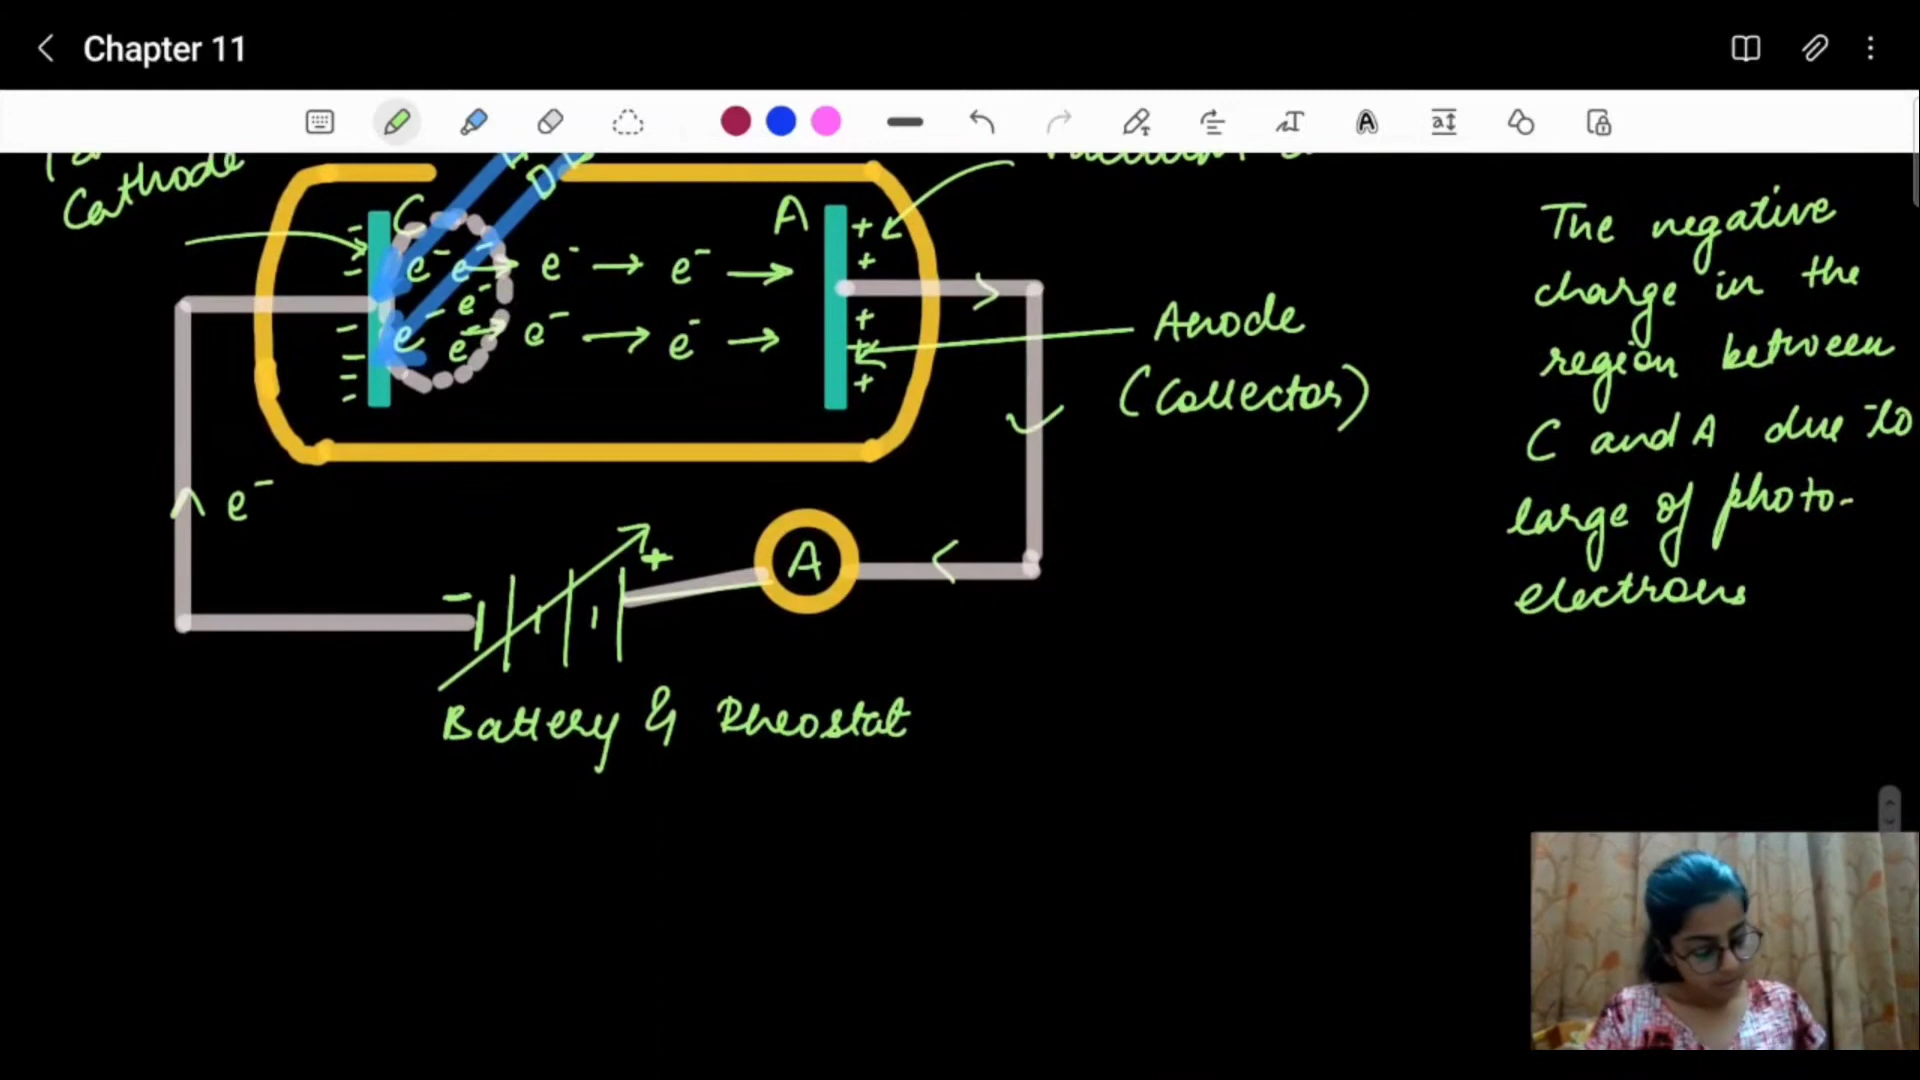 Chapter 11
Cathode
C
A
e⁻ e⁻ → e⁻ → e⁻ →
e⁻
e⁻ e → e⁻ → e⁻ →
Anode
(Collector)
The negative
charge in the
region between
C and A due to
large of photo-
electrons
e⁻
A
- +
Battery & Rheostat